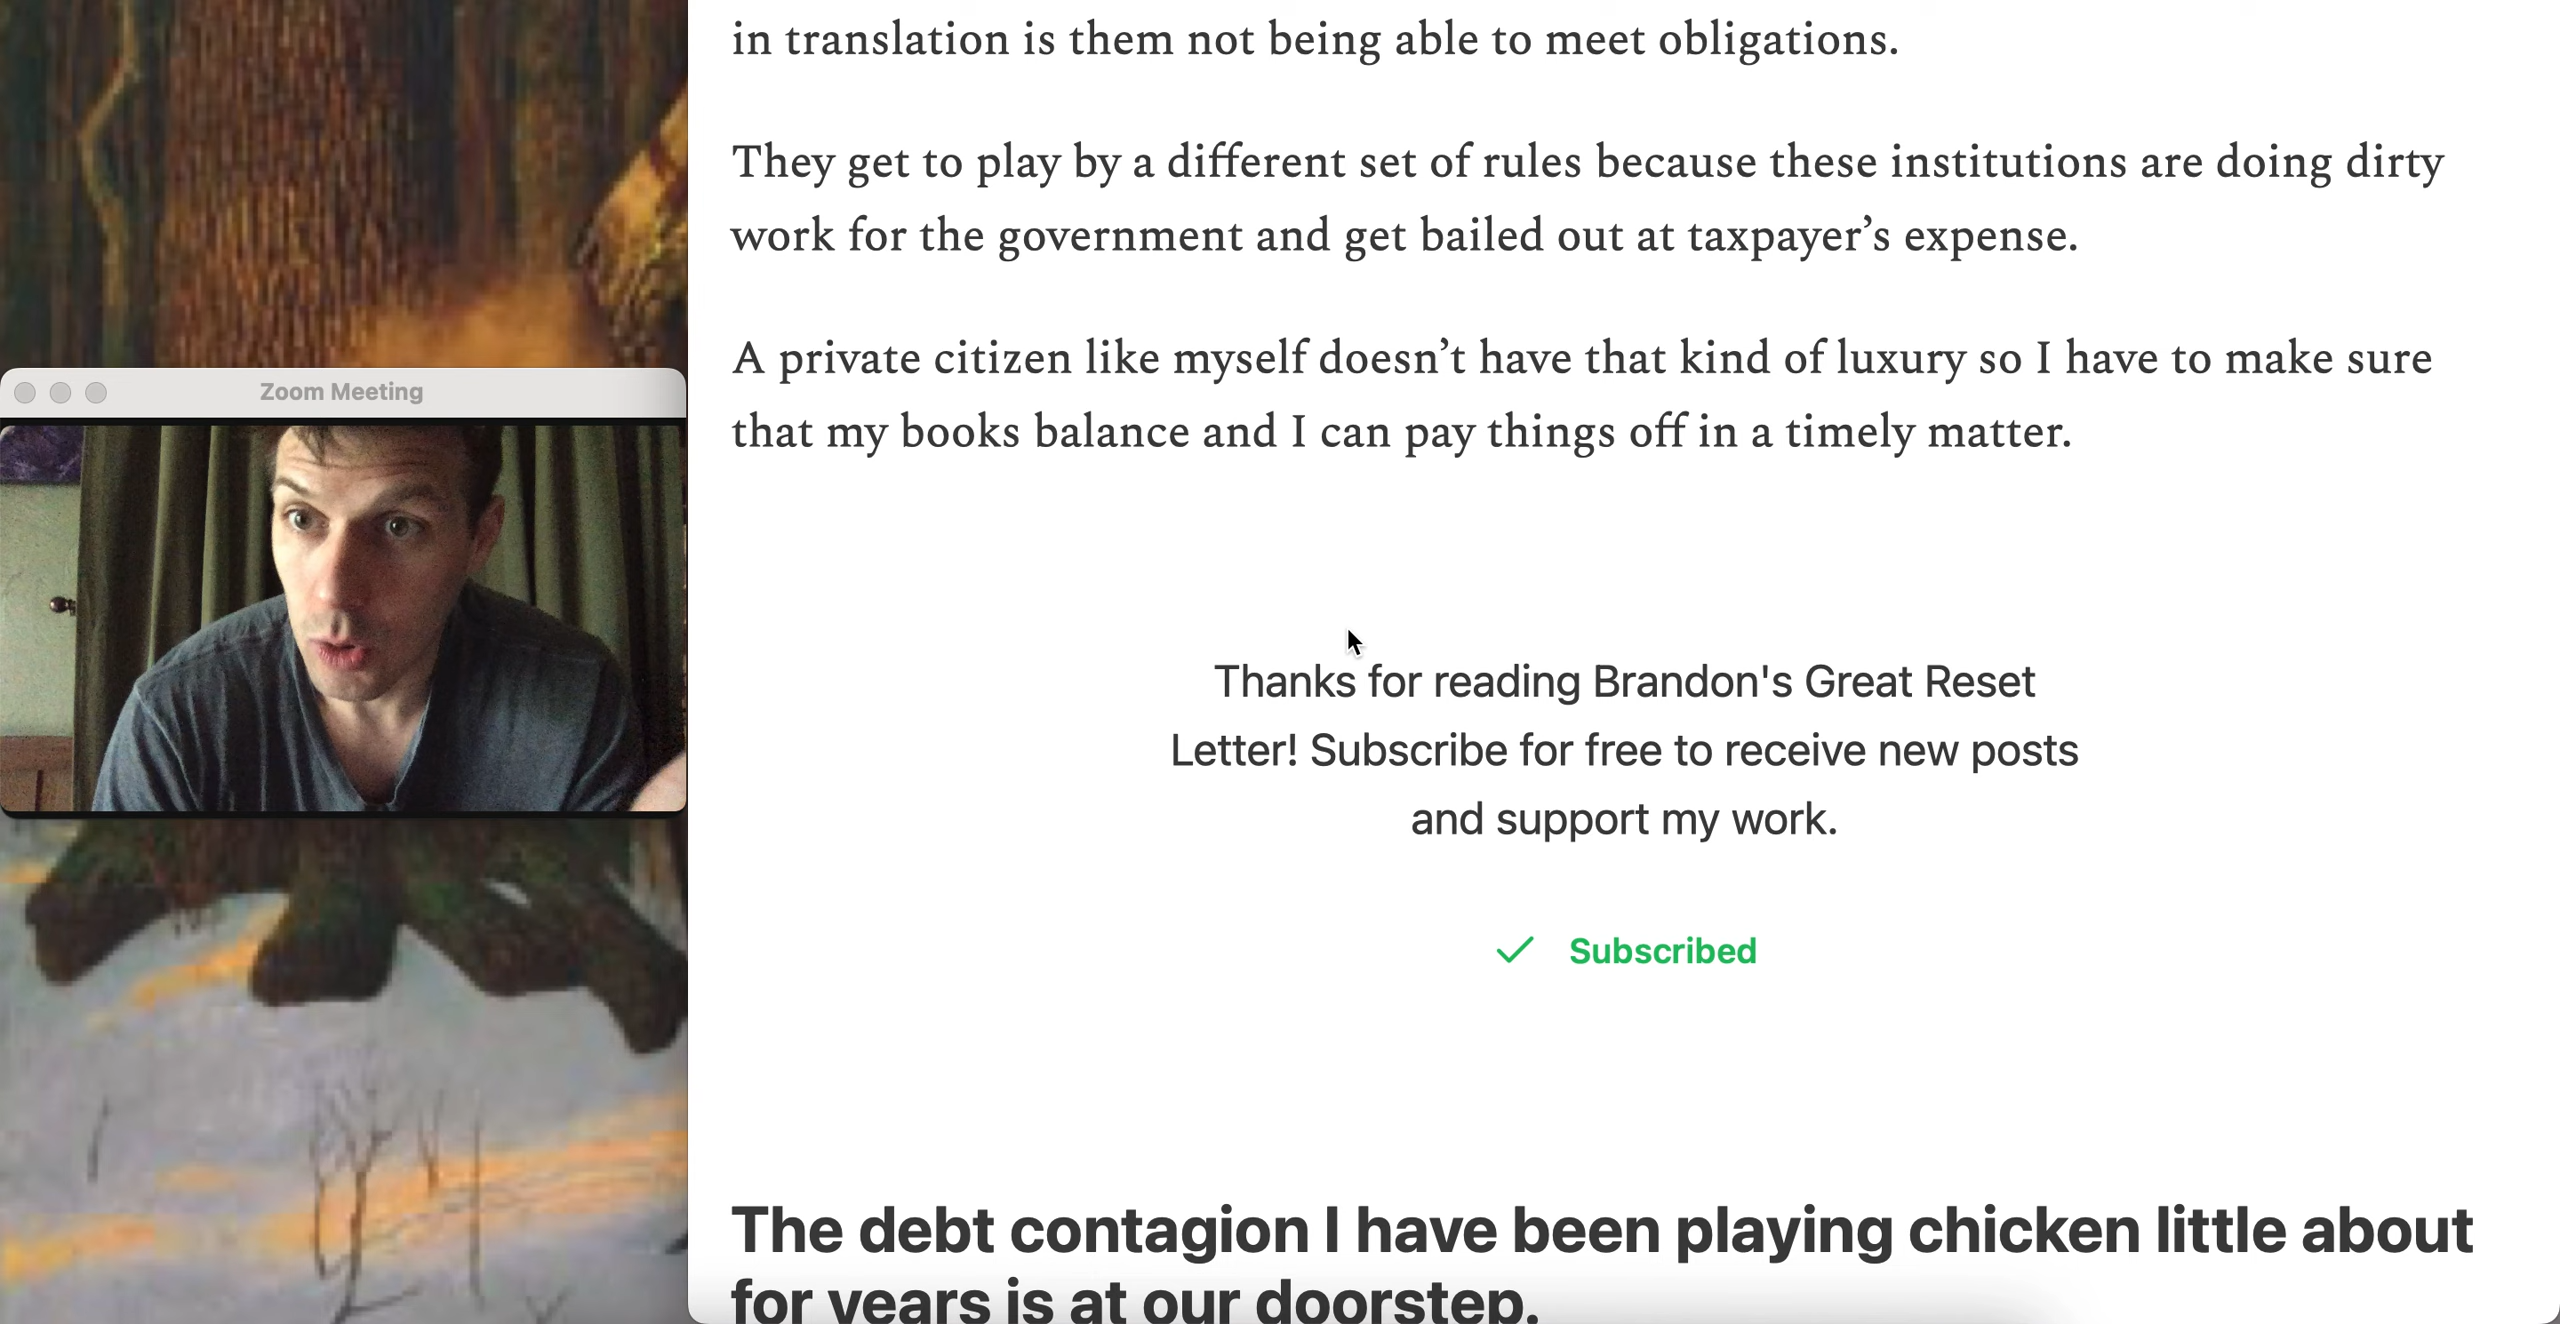 in translation is them not being able to meet obligations.
They get to play by a different set of rules because these institutions are doing dirty
work for the government and get bailed out at taxpayer’s expense.
A private citizen like myself doesn’t have that kind of luxury so I have to make sure
that my books balance and I can pay things off in a timely matter.
Zoom Meeting
Thanks for reading Brandon's Great Reset
Letter! Subscribe for free to receive new posts
and support my work.
Subscribed
The debt contagion I have been playing chicken little about
for years is at our doorstep.